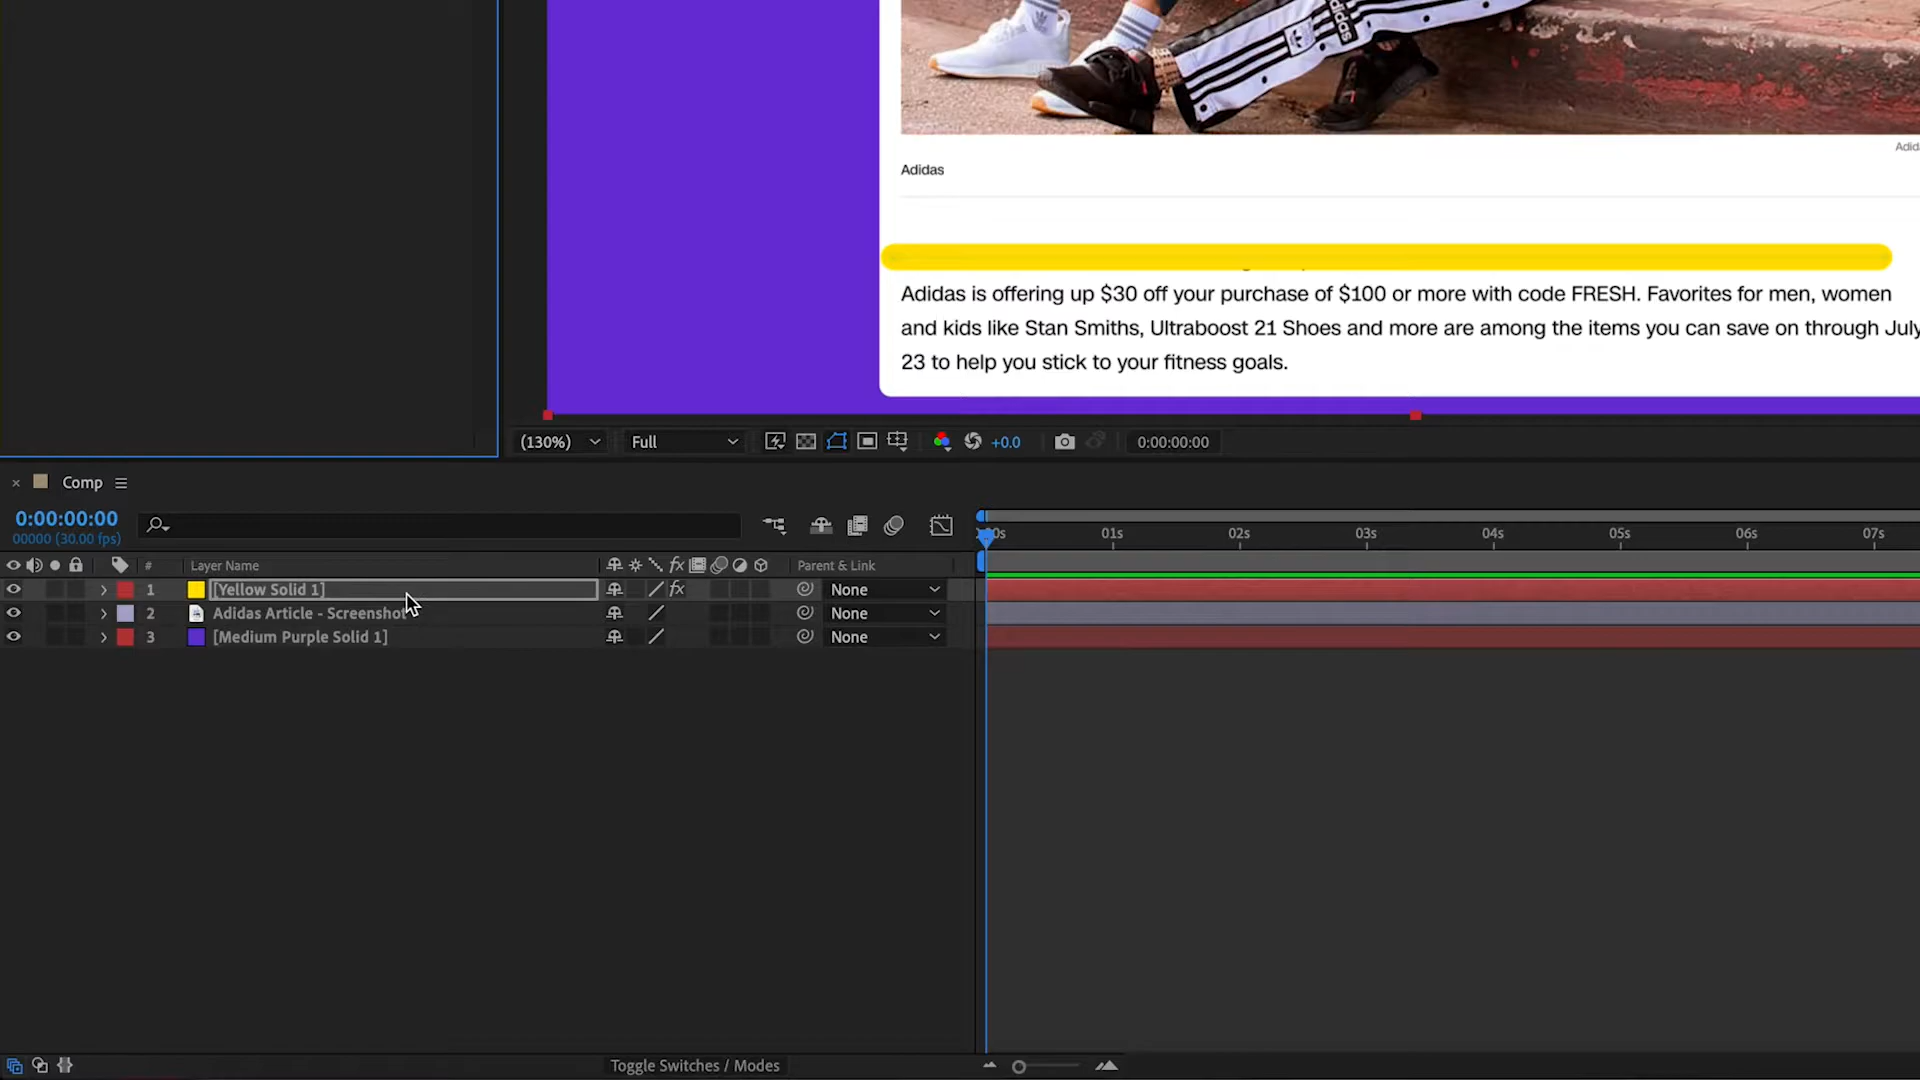 adidas
Adida
Adidas
Adidas is offering up $30 off your purchase of $100 or more with code FRESH. Favorites for men, women
and kids like Stan Smiths, Ultraboost 21 Shoes and more are among the items you can save on through July
23 to help you stick to your fitness goals.
(130%) Full +0.0 0:00:00:00
× Comp
0:00:00:00
00000 (30.00 fps)
:00s 01s 02s 03s 04s 05s 06s 07s
# Layer Name fx Parent & Link
1 [Yellow Solid 1] fx None
2 Adidas Article - Screenshot None
3 [Medium Purple Solid 1] None
Toggle Switches / Modes